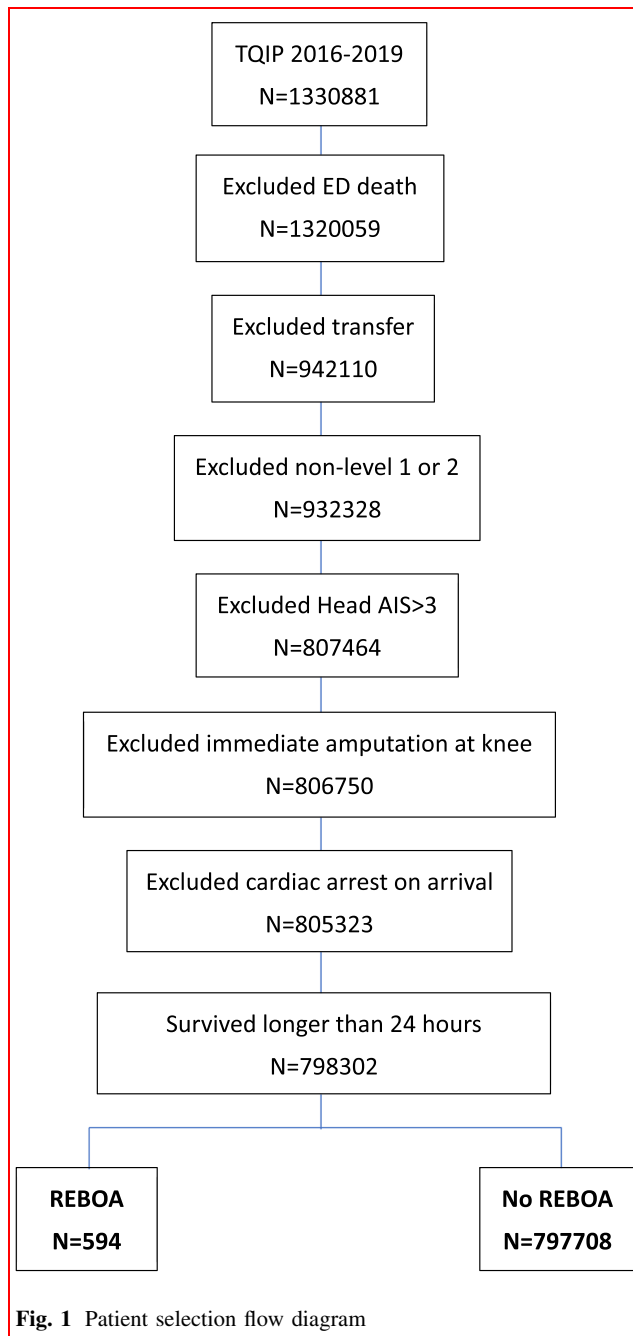 TQIP 2016-2019
N=1330881
Excluded ED death
N=1320059
Excluded transfer
N=942110
Excluded non-level 1 or 2
N=932328
Excluded Head AIS>3
N=807464
Excluded immediate amputation at knee
N=806750
Excluded cardiac arrest on arrival
N=805323
Survived longer than 24 hours
N=798302
REBOA
N=594
No REBOA
N=797708
Fig. 1 Patient selection flow diagram